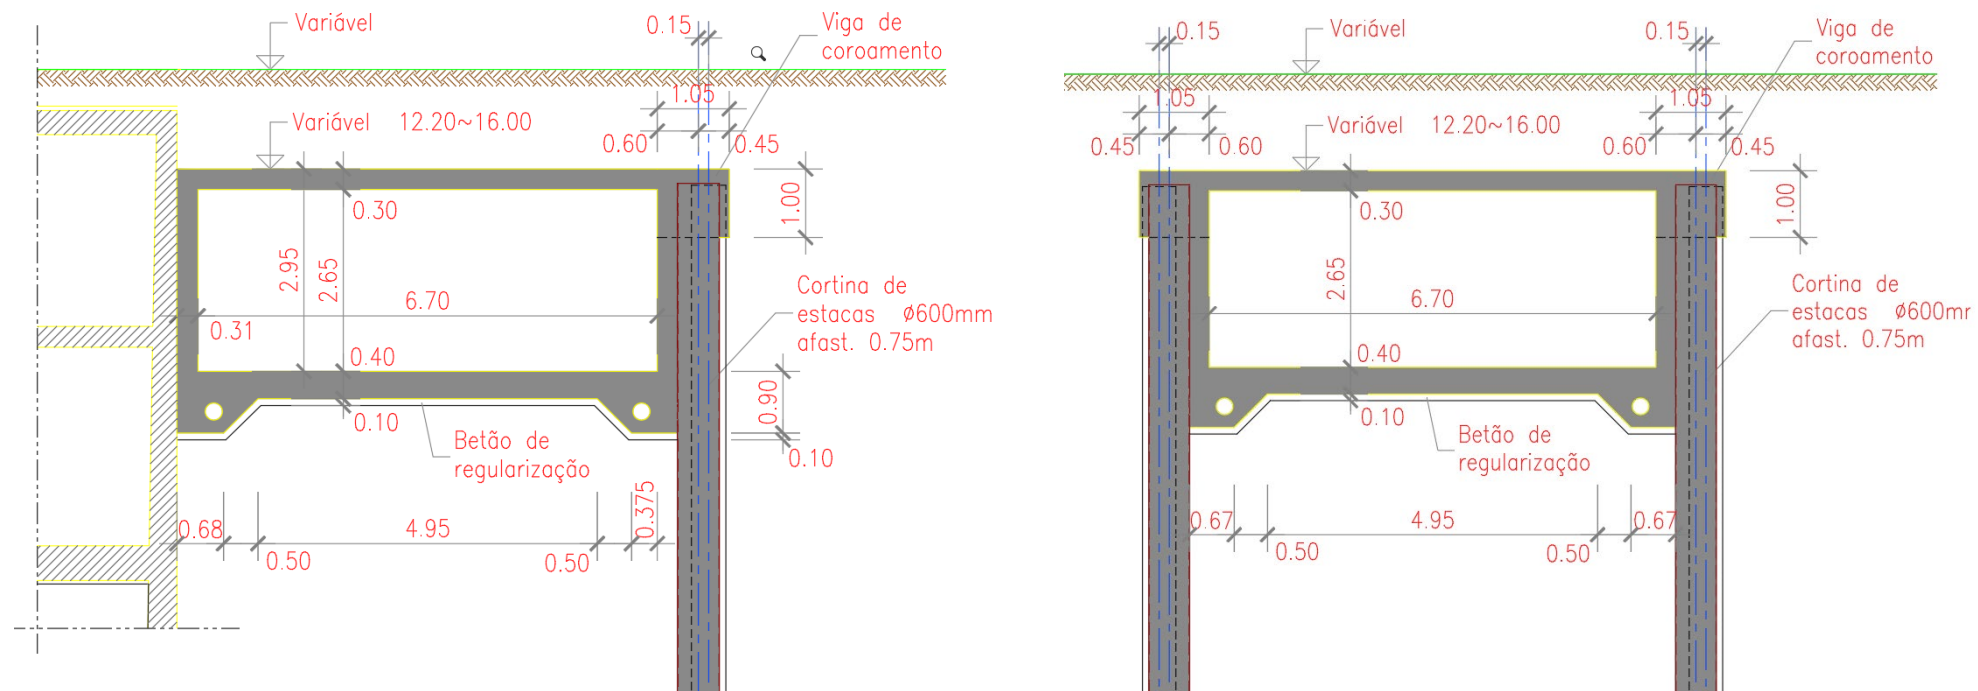 Variável
0.15
Viga de
coroamento
1.05
Variável 12.20~16.00
0.60
0.45
0.30
1.00
2.95
2.65
6.70
0.31
Cortina de
estacas Ø600mm
afast. 0.75m
0.40
0.90
0.10
0.10
Betão de
regularização
0.375
0.68
4.95
0.50
0.50
0.15
Variável
0.15
Viga de
coroamento
1.05
1.05
Variável 12.20~16.00
0.45
0.60
0.60
0.45
0.30
1.00
2.65
6.70
Cortina de
estacas Ø600mr
afast. 0.75m
0.40
0.10
Betão de
regularização
0.67
4.95
0.67
0.50
0.50